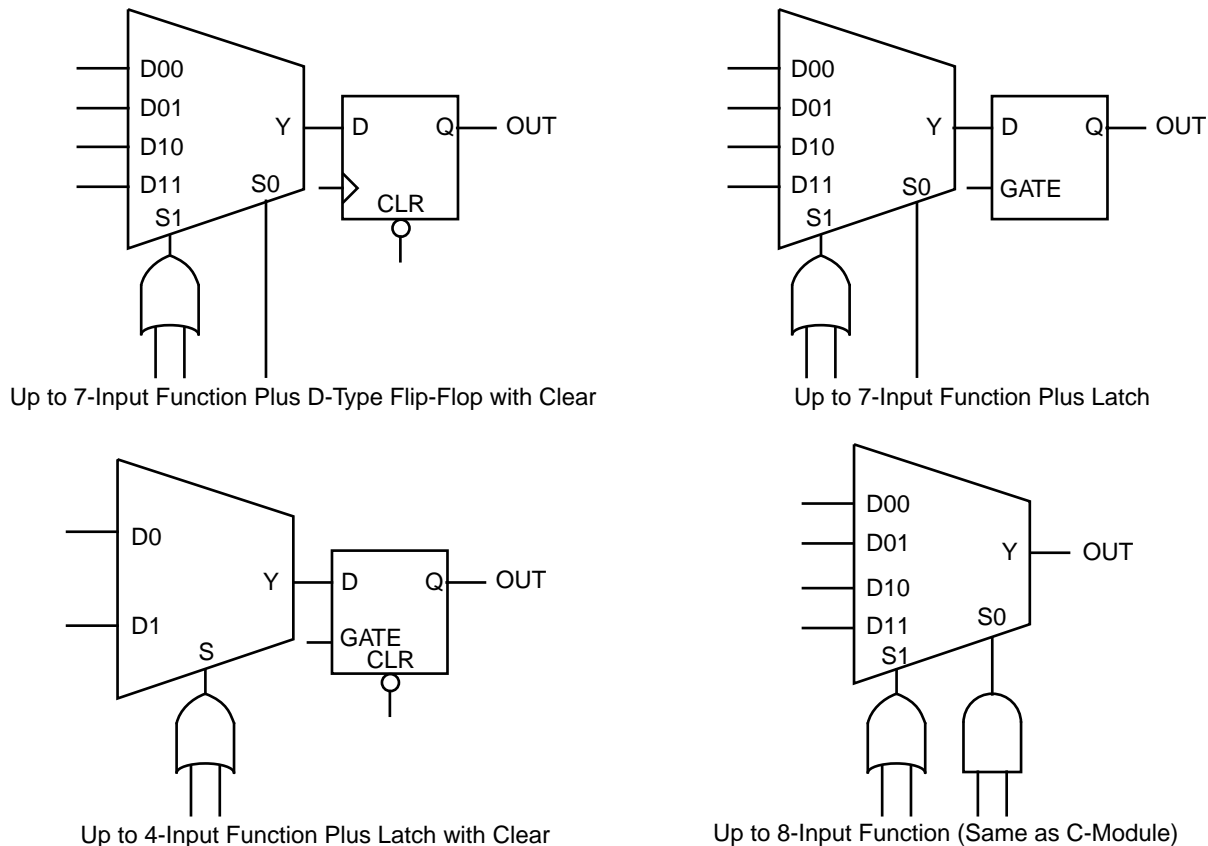 D00
D01
D10
D11
S1
S0
Y
D
Q
OUT
CLR
Up to 7-Input Function Plus D-Type Flip-Flop with Clear
D00
D01
D10
D11
S1
S0
Y
D
Q
OUT
GATE
Up to 7-Input Function Plus Latch
D0
D1
S
Y
D
Q
OUT
GATE
CLR
Up to 4-Input Function Plus Latch with Clear
D00
D01
D10
D11
S1
S0
Y
OUT
Up to 8-Input Function (Same as C-Module)